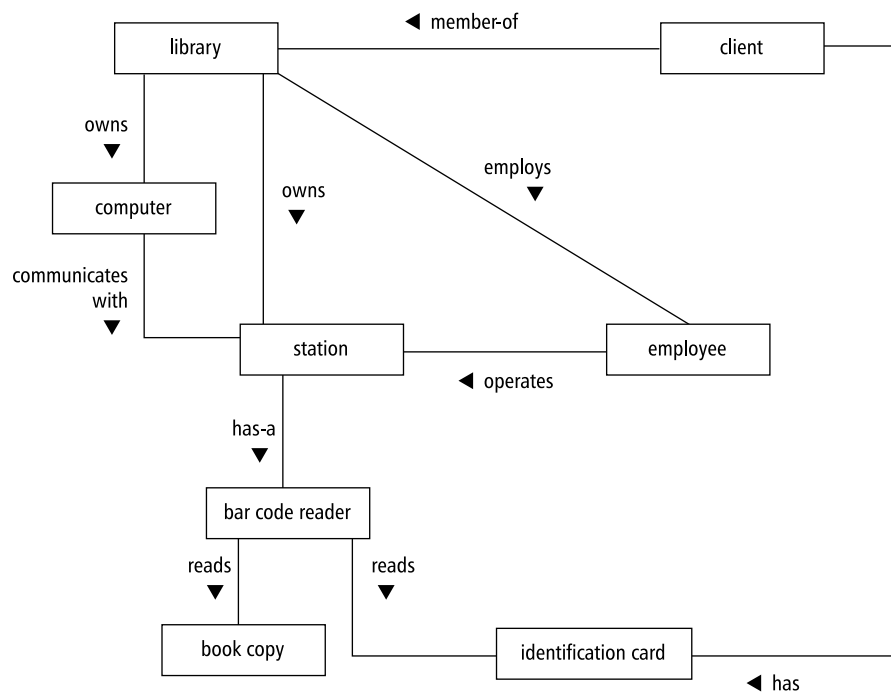 member-of
library
client
owns
employs
owns
computer
communicates
with
station
employee
operates
has-a
bar code reader
reads
reads
book copy
identification card
has